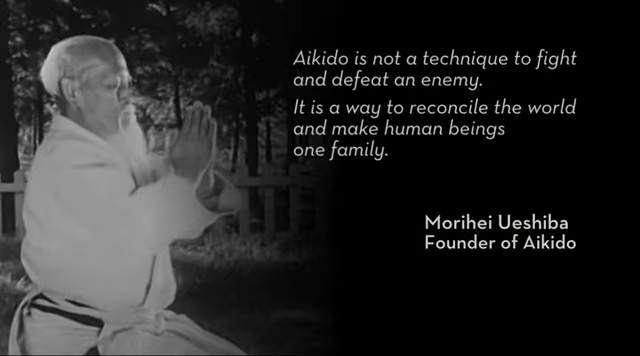 Aikido is not a technique to fight
and defeat an enemy.
It is a way to reconcile the world
and make human beings
one family.
Morihei Ueshiba
Founder of Aikido